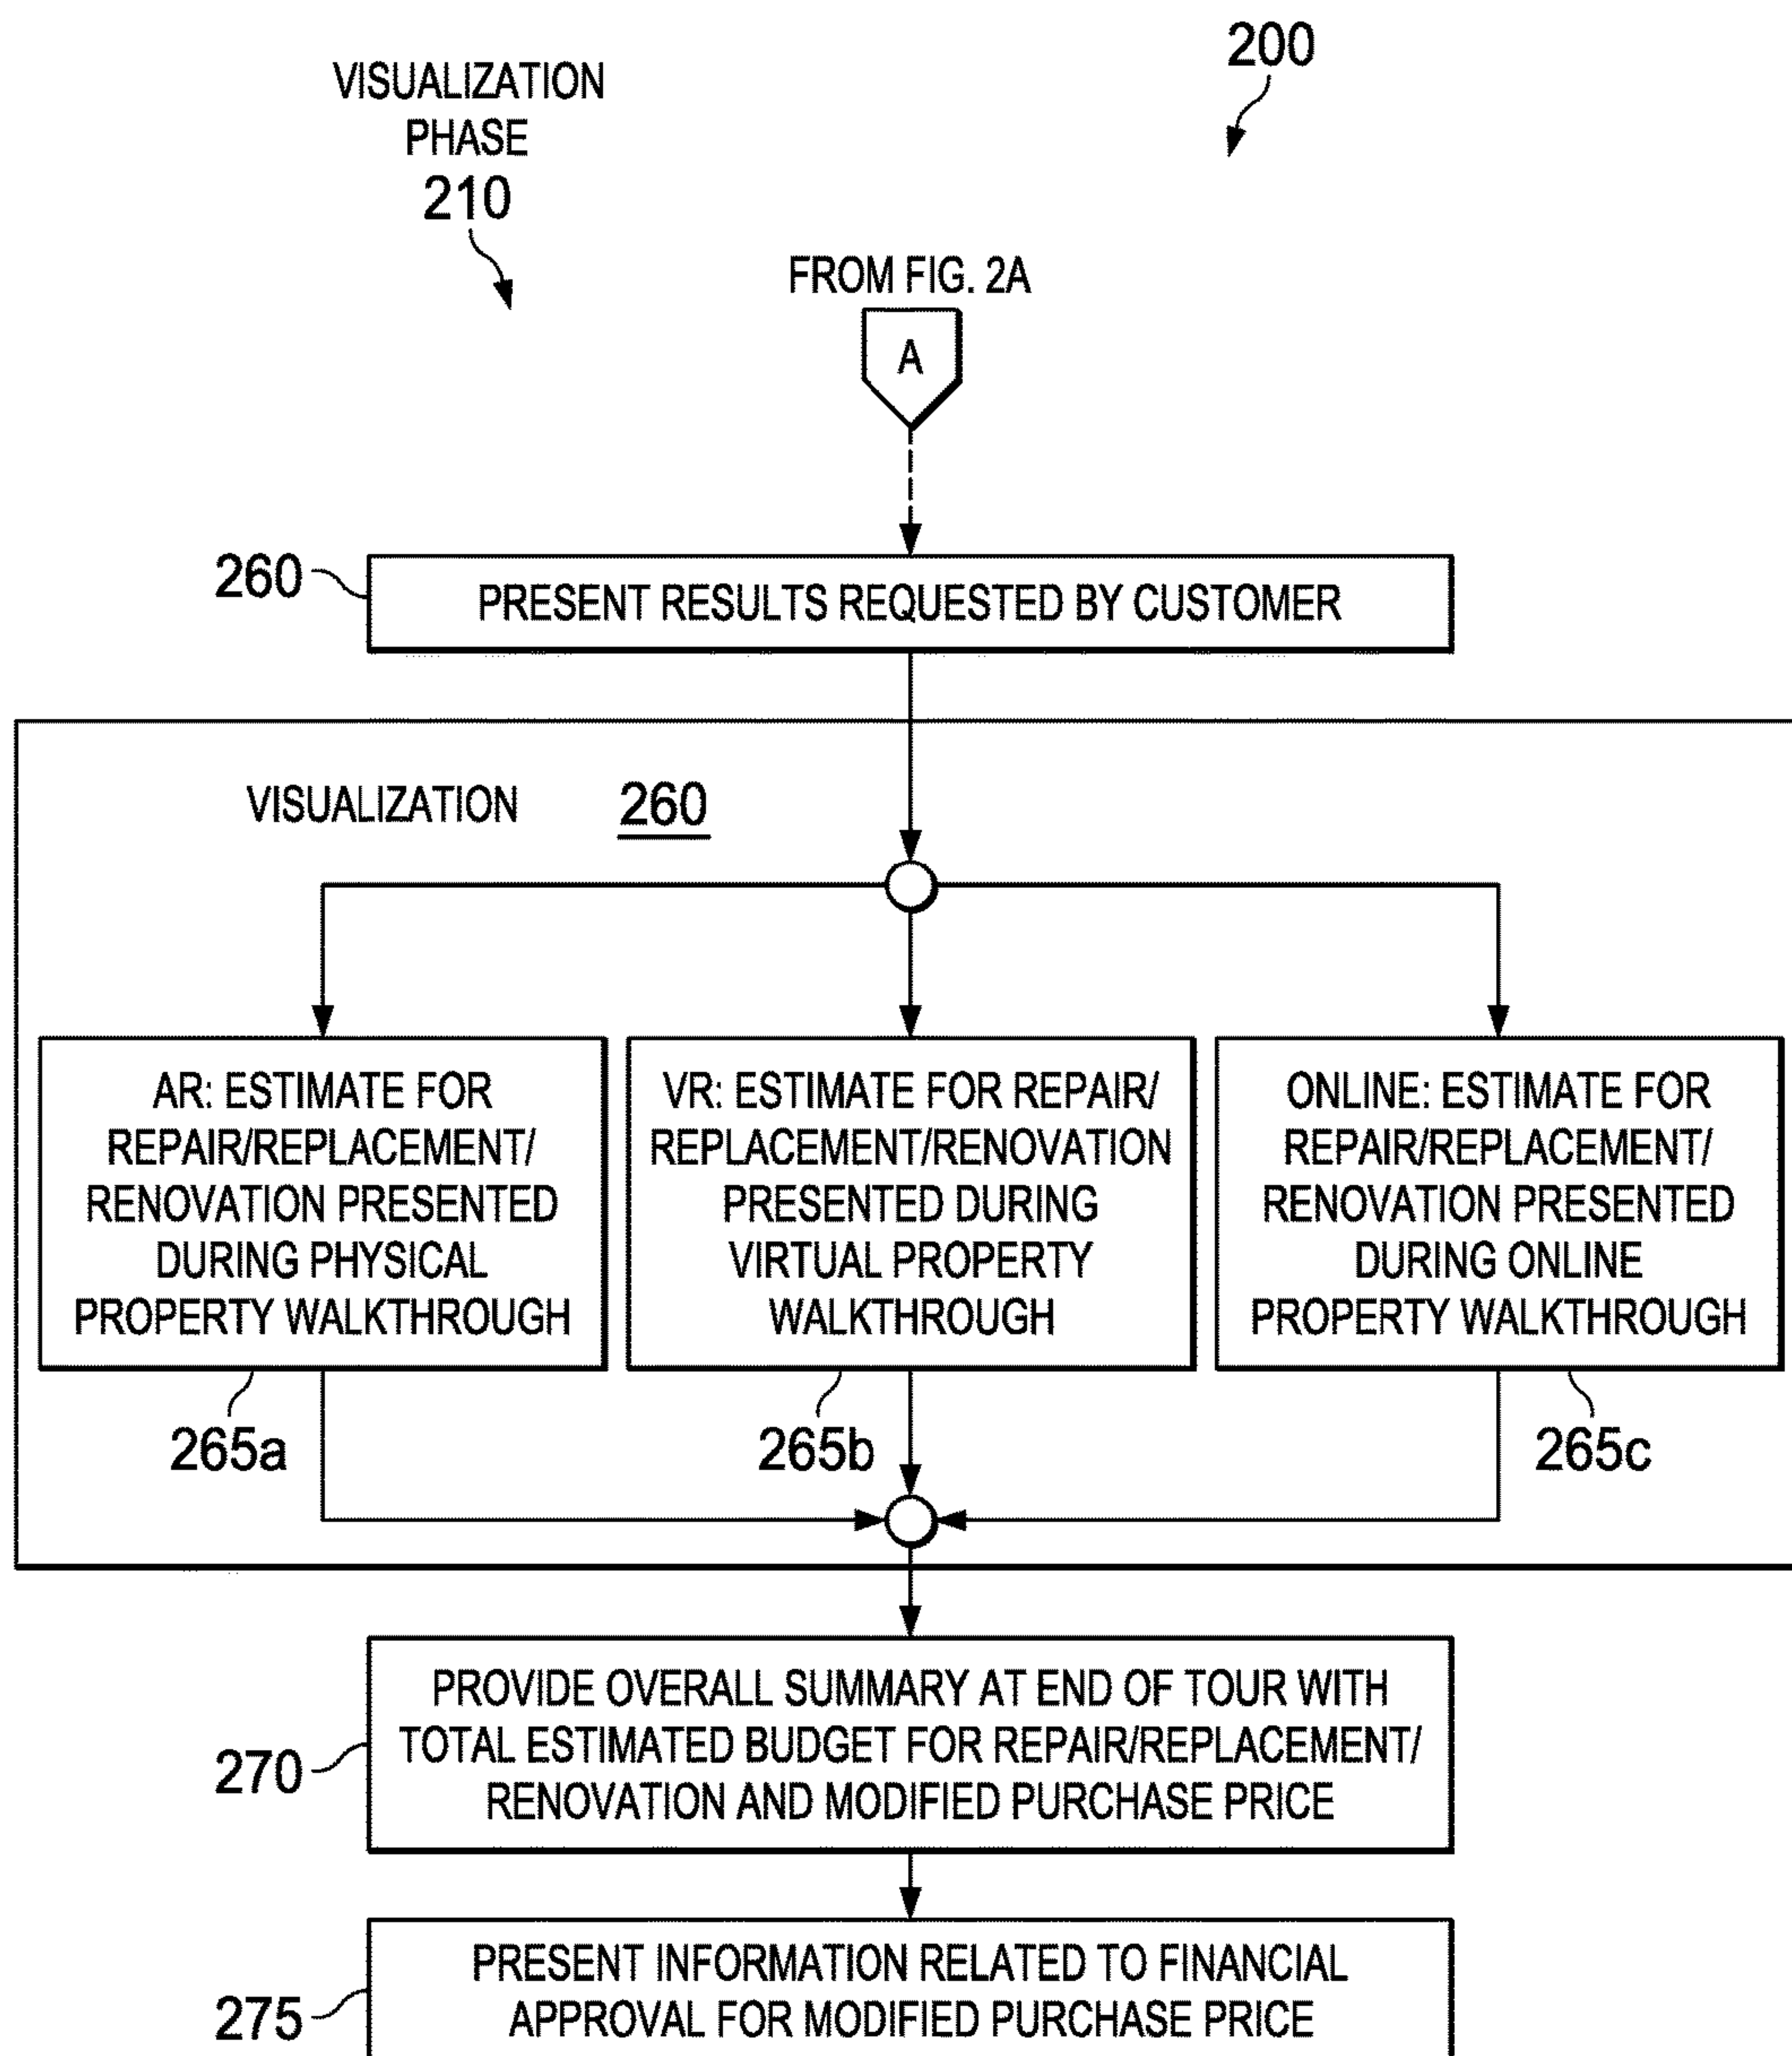 200
VISUALIZATION
PHASE
210
FROM FIG. 2A
A
260
PRESENT RESULTS REQUESTED BY CUSTOMER
VISUALIZATION 260
AR: ESTIMATE FOR
REPAIR/REPLACEMENT/
RENOVATION PRESENTED
DURING PHYSICAL
PROPERTY WALKTHROUGH
265a
VR: ESTIMATE FOR REPAIR/
REPLACEMENT/RENOVATION
PRESENTED DURING
VIRTUAL PROPERTY
WALKTHROUGH
265b
ONLINE: ESTIMATE FOR
REPAIR/REPLACEMENT/
RENOVATION PRESENTED
DURING ONLINE
PROPERTY WALKTHROUGH
265c
270
PROVIDE OVERALL SUMMARY AT END OF TOUR WITH
TOTAL ESTIMATED BUDGET FOR REPAIR/REPLACEMENT/
RENOVATION AND MODIFIED PURCHASE PRICE
275
PRESENT INFORMATION RELATED TO FINANCIAL
APPROVAL FOR MODIFIED PURCHASE PRICE